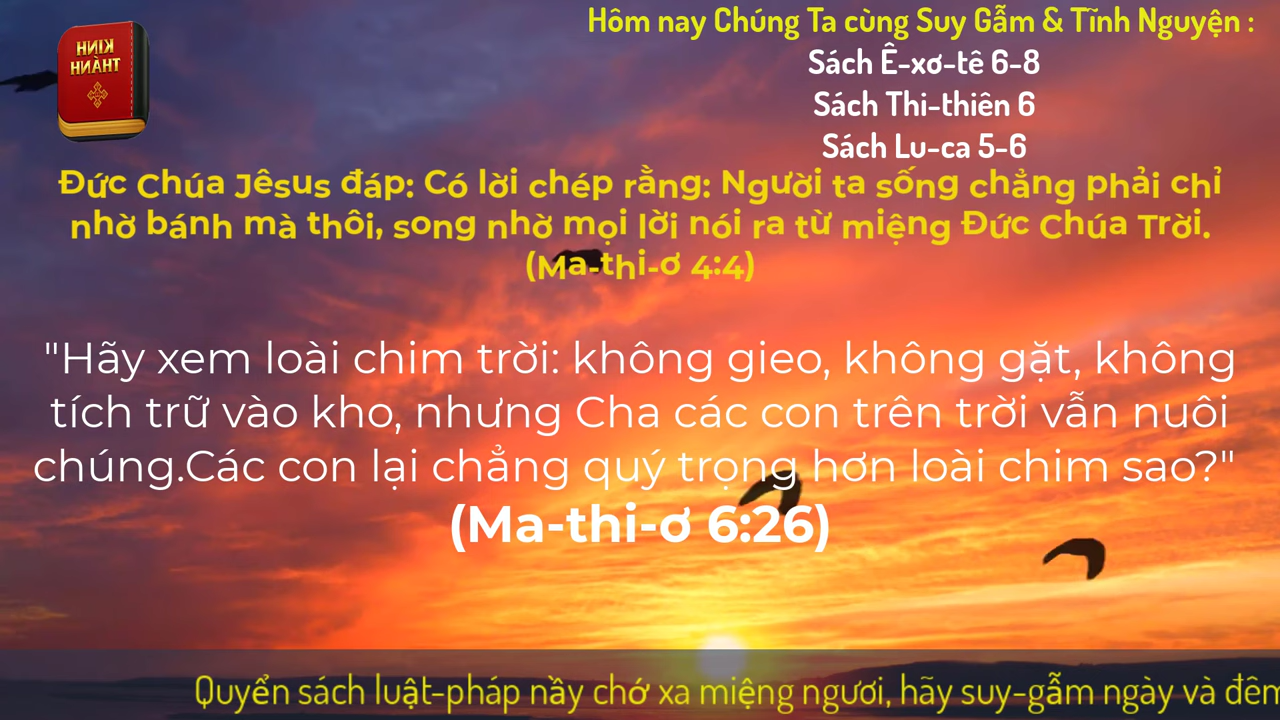 Hôm nay Chúng Ta cùng Suy Gẫm & Tĩnh Nguyện :
Sách Ê-xơ-tê 6-8
Sách Thi-thiên 6
Sách Lu-ca 5-6
KINH
THÀNH
Đức Chúa Jêsus đáp: Có lời chép rằng: Người ta sống chẳng phải chỉ
nhờ bánh mà thôi, song nhờ mọi lời nói ra từ miệng Đức Chúa Trời.
(Ma-thi-ơ 4:4)
"Hãy xem loài chim trời: không gieo, không gặt, không
tích trữ vào kho, nhưng Cha các con trên trời vẫn nuôi
chúng.Các con lại chẳng quý trọng hơn loài chim sao?"
(Ma-thi-ơ 6:26)
Quyển sách luật-pháp nầy chớ xa miệng ngươi, hãy suy-gẫm ngày và đêm